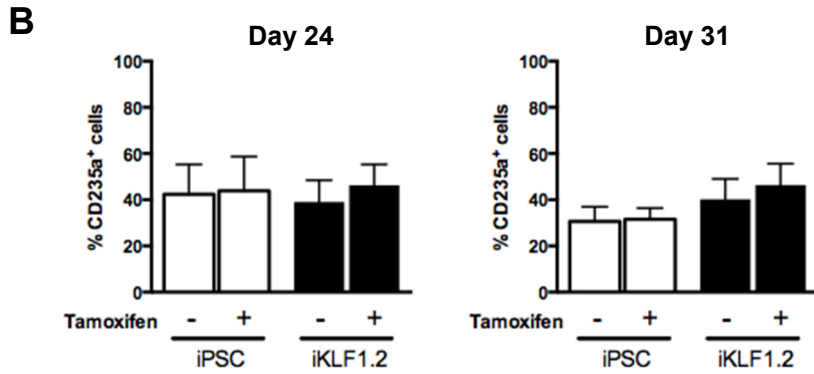 B
Day 24
Day 31
% CD235a+ cells
100
80
60
40
20
0
Tamoxifen - + - +
iPSC iKLF1.2
% CD235a+ cells
100
80
60
40
20
0
Tamoxifen - + - +
iPSC iKLF1.2